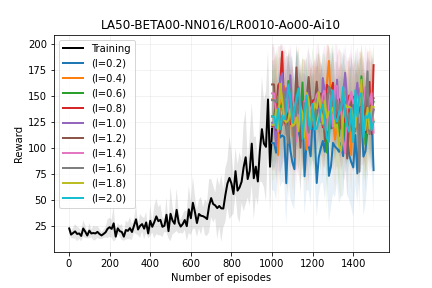 LA50-BETA00-NN016/LR0010-Ao00-Ai10
200
175
150
125
100
75
50
25
Reward
Training
(l=0.2)
(l=0.4)
(l=0.6)
(l=0.8)
(l=1.0)
(l=1.2)
(l=1.4)
(l=1.6)
(l=1.8)
(l=2.0)
0 200 400 600 800 1000 1200 1400
Number of episodes